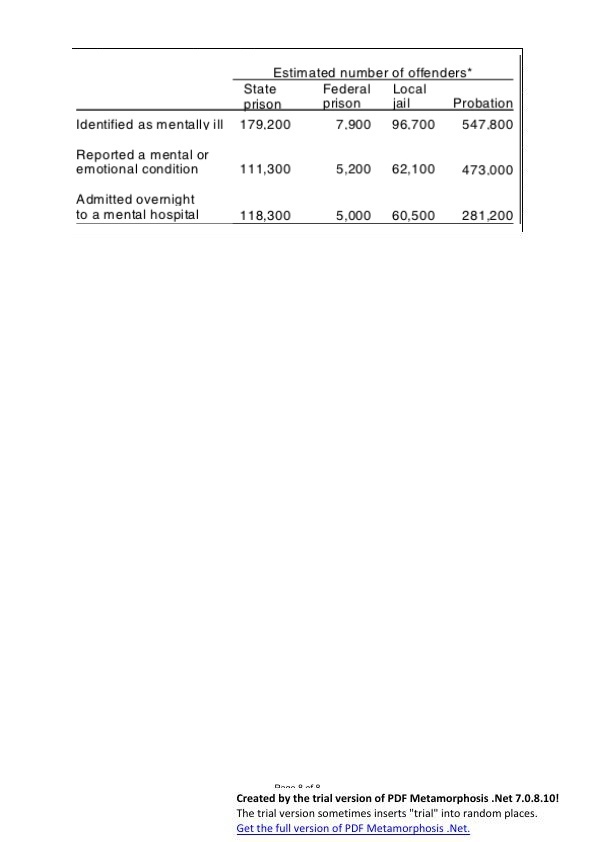 Estimated number of offenders*
State Federal Local
prison prison jail Probation
Identified as mentally ill 179,200 7,900 96,700 547,800
Reported a mental or
emotional condition 111,300 5,200 62,100 473,000
Admitted overnight
to a mental hospital 118,300 5,000 60,500 281,200
Page 8 of 8
Created by the trial version of PDF Metamorphosis .Net 7.0.8.10!
The trial version sometimes inserts "trial" into random places.
Get the full version of PDF Metamorphosis .Net.